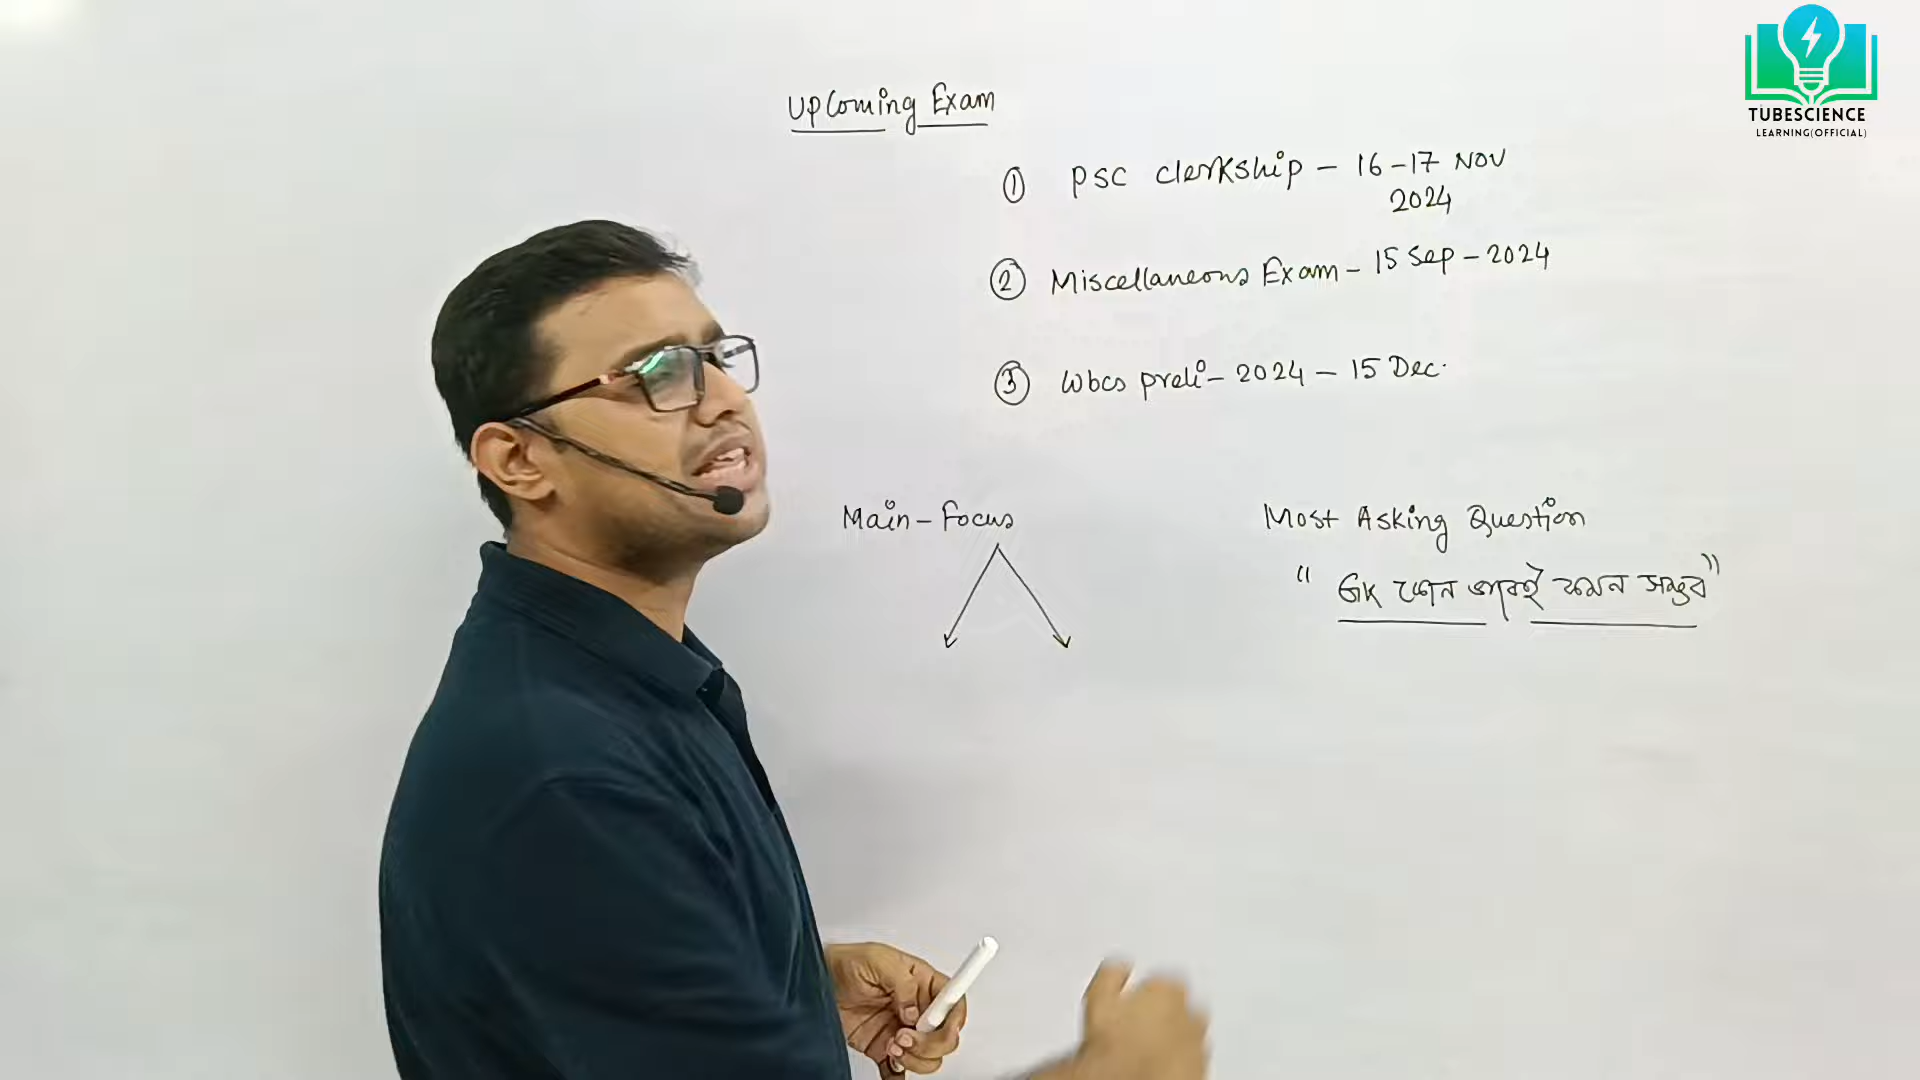 TUBESCIENCE
LEARNING(OFFICIAL)
Upcoming Exam
① PSC Clerkship – 16–17 NOV
2024
② Miscellaneous Exam – 15 Sep – 2024
③ Wbcs preli – 2024 – 15 Dec.
Main – Focus
Most Asking Question
" GK কোন ভাবেই কমন সম্ভব "